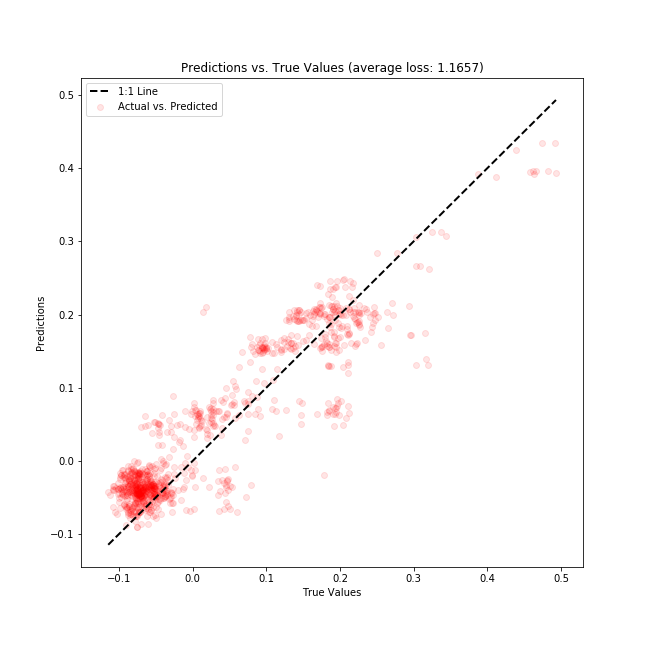 Predictions vs. True Values (average loss: 1.1657)
1:1 Line
Actual vs. Predicted
0.5
0.4
0.3
0.2
0.1
0.0
−0.1
Predictions
−0.1 0.0 0.1 0.2 0.3 0.4 0.5
True Values